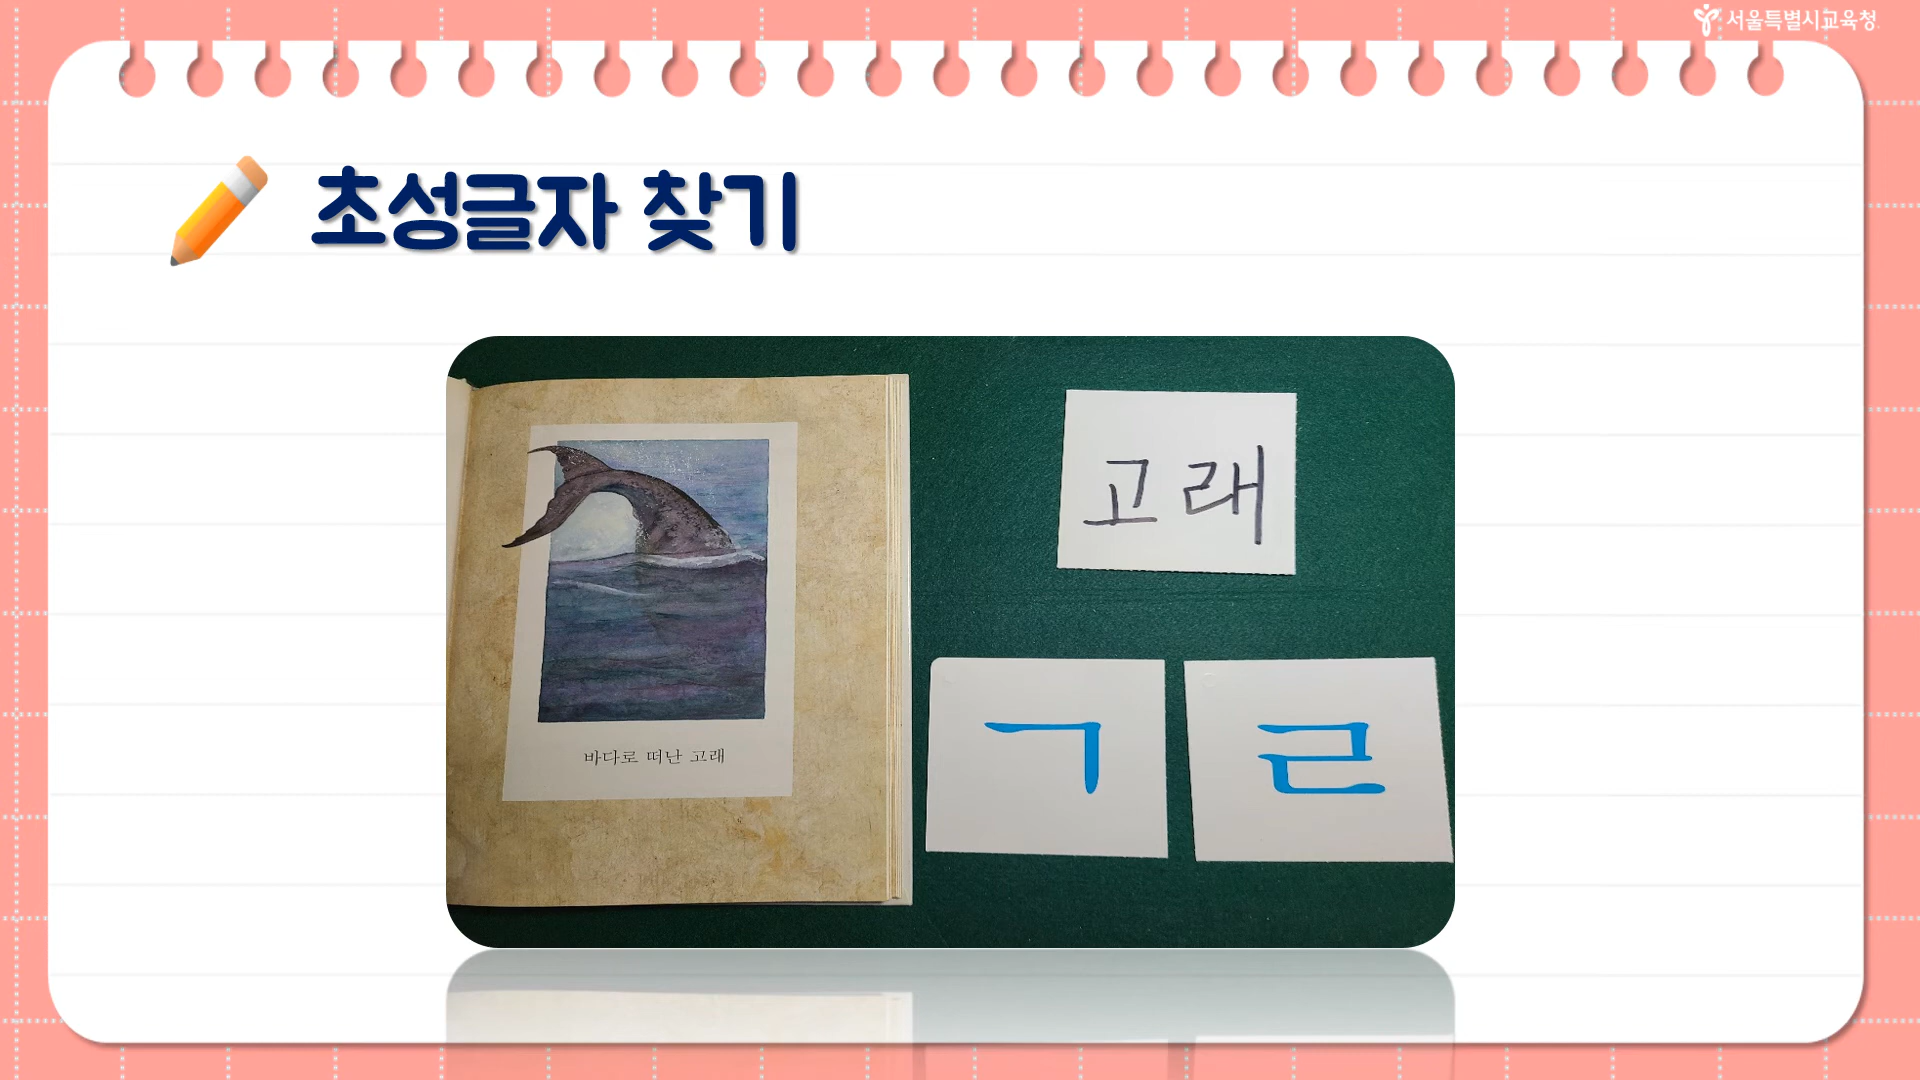 서울특별시교육청
초성글자 찾기
바다로 떠난 고래
고래
ㄱ ㄹ